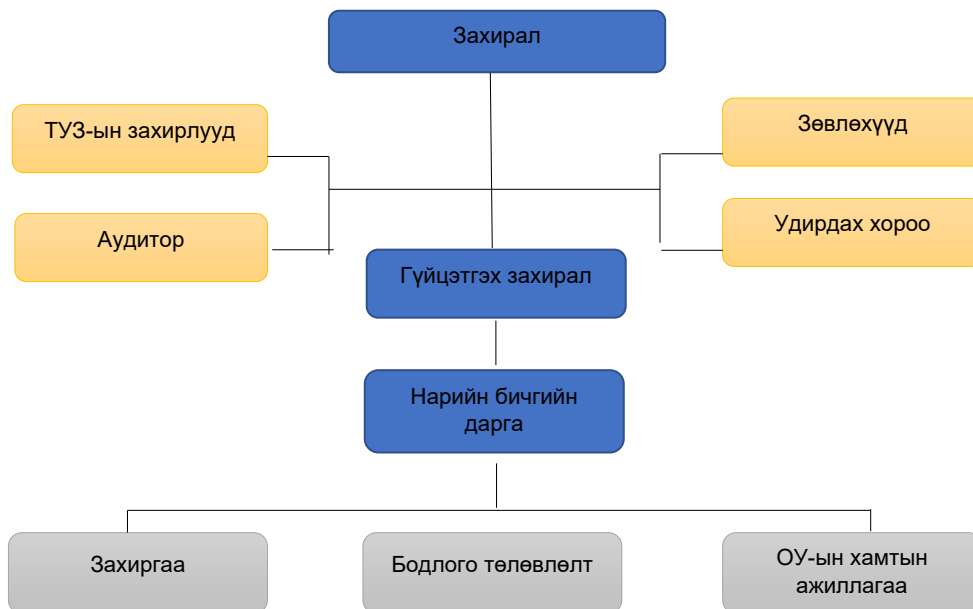 Захирал
ТУЗ-ын захирлууд
Зөвлөхүүд
Аудитор
Удирдах хороо
Гүйцэтгэх захирал
Нарийн бичгийн
дарга
Захиргаа
Бодлого төлөвлөлт
ОУ-ын хамтын
ажиллагаа